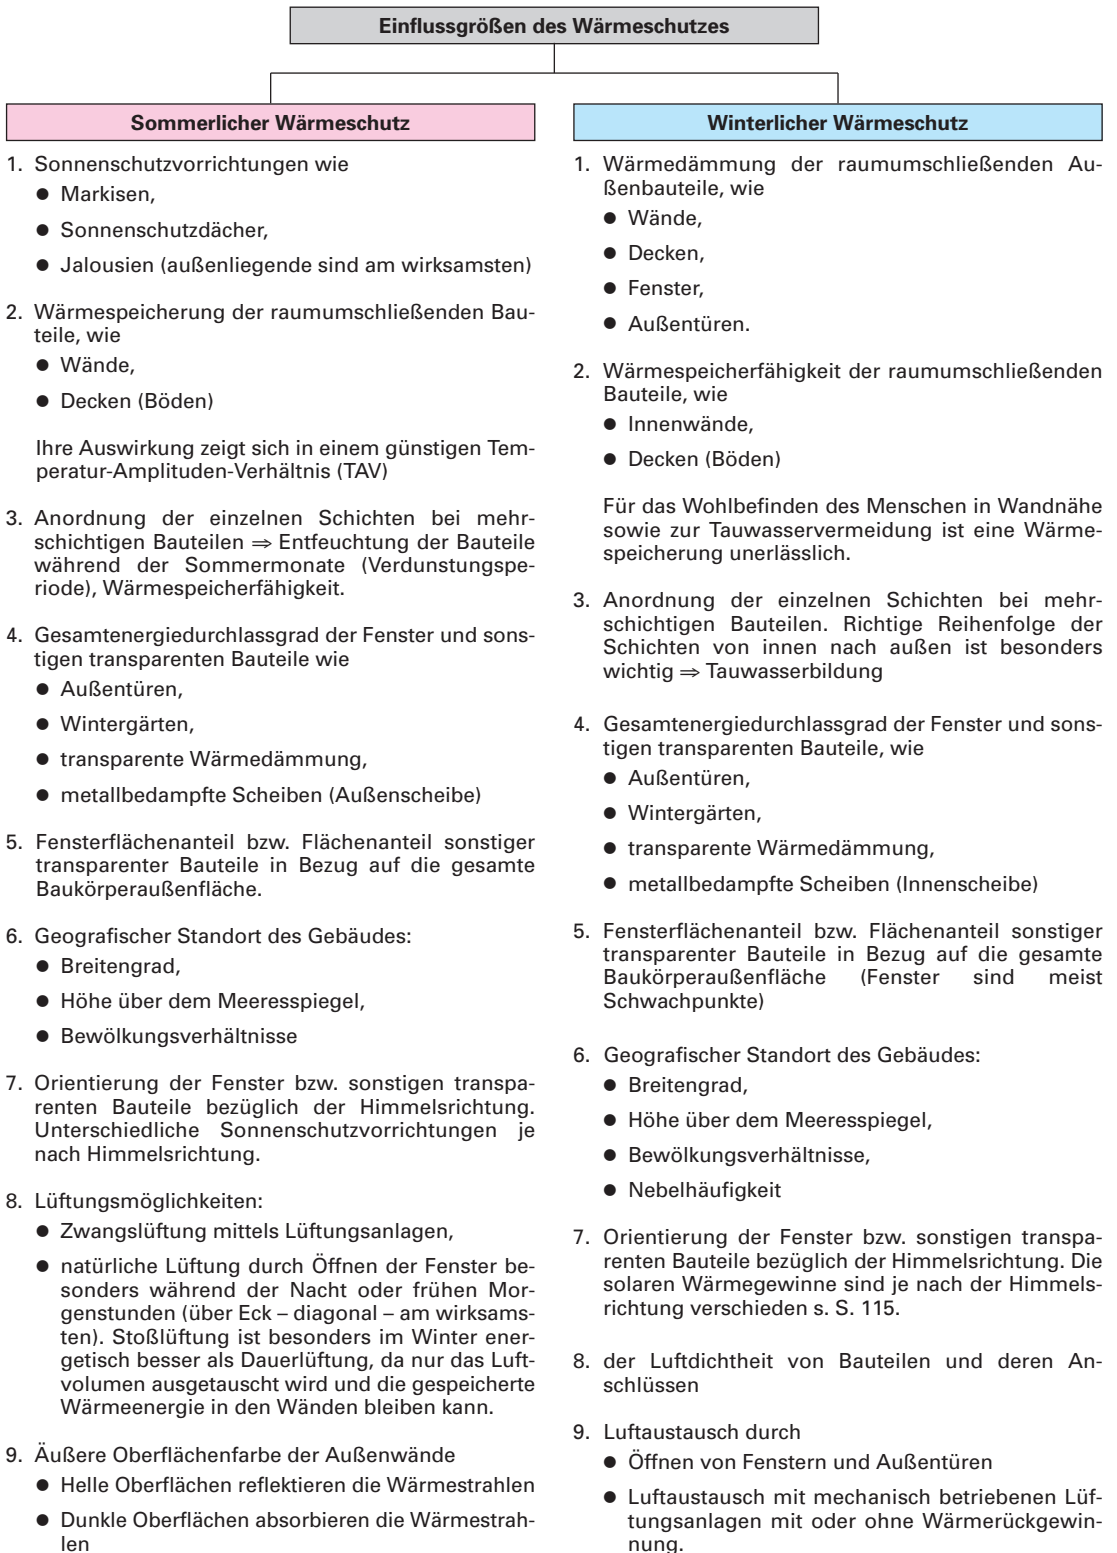 Einflussgrößen des Wärmeschutzes
Sommerlicher Wärmeschutz
1. Sonnenschutzvorrichtungen wie
● Markisen,
● Sonnenschutzdächer,
● Jalousien (außenliegende sind am wirksamsten)
2. Wärmespeicherung der raumumschließenden Bau-
teile, wie
● Wände,
● Decken (Böden)
Ihre Auswirkung zeigt sich in einem günstigen Tem-
peratur-Amplituden-Verhältnis (TAV)
3. Anordnung der einzelnen Schichten bei mehr-
schichtigen Bauteilen ⇒ Entfeuchtung der Bauteile
während der Sommermonate (Verdunstungspe-
riode), Wärmespeicherfähigkeit.
4. Gesamtenergiedurchlassgrad der Fenster und sons-
tigen transparenten Bauteile wie
● Außentüren,
● Wintergärten,
● transparente Wärmedämmung,
● metallbedampfte Scheiben (Außenscheibe)
5. Fensterflächenanteil bzw. Flächenanteil sonstiger
transparenter Bauteile in Bezug auf die gesamte
Baukörperaußenfläche.
6. Geografischer Standort des Gebäudes:
● Breitengrad,
● Höhe über dem Meeresspiegel,
● Bewölkungsverhältnisse
7. Orientierung der Fenster bzw. sonstigen transpa-
renten Bauteile bezüglich der Himmelsrichtung.
Unterschiedliche Sonnenschutzvorrichtungen je
nach Himmelsrichtung.
8. Lüftungsmöglichkeiten:
● Zwangslüftung mittels Lüftungsanlagen,
● natürliche Lüftung durch Öffnen der Fenster be-
sonders während der Nacht oder frühen Mor-
genstunden (über Eck – diagonal – am wirksams-
ten). Stoßlüftung ist besonders im Winter ener-
getisch besser als Dauerlüftung, da nur das Luft-
volumen ausgetauscht wird und die gespeicherte
Wärmeenergie in den Wänden bleiben kann.
9. Äußere Oberflächenfarbe der Außenwände
● Helle Oberflächen reflektieren die Wärmestrahlen
● Dunkle Oberflächen absorbieren die Wärmestrah-
len
Winterlicher Wärmeschutz
1. Wärmedämmung der raumumschließenden Au-
ßenbauteile, wie
● Wände,
● Decken,
● Fenster,
● Außentüren.
2. Wärmespeicherfähigkeit der raumumschließenden
Bauteile, wie
● Innenwände,
● Decken (Böden)
Für das Wohlbefinden des Menschen in Wandnähe
sowie zur Tauwasservermeidung ist eine Wärme-
speicherung unerlässlich.
3. Anordnung der einzelnen Schichten bei mehr-
schichtigen Bauteilen. Richtige Reihenfolge der
Schichten von innen nach außen ist besonders
wichtig ⇒ Tauwasserbildung
4. Gesamtenergiedurchlassgrad der Fenster und sons-
tigen transparenten Bauteile, wie
● Außentüren,
● Wintergärten,
● transparente Wärmedämmung,
● metallbedampfte Scheiben (Innenscheibe)
5. Fensterflächenanteil bzw. Flächenanteil sonstiger
transparenter Bauteile in Bezug auf die gesamte
Baukörperaußenfläche (Fenster sind meist
Schwachpunkte)
6. Geografischer Standort des Gebäudes:
● Breitengrad,
● Höhe über dem Meeresspiegel,
● Bewölkungsverhältnisse,
● Nebelhäufigkeit
7. Orientierung der Fenster bzw. sonstigen transpa-
renten Bauteile bezüglich der Himmelsrichtung. Die
solaren Wärmegewinne sind je nach der Himmels-
richtung verschieden s. S. 115.
8. der Luftdichtheit von Bauteilen und deren An-
schlüssen
9. Luftaustausch durch
● Öffnen von Fenstern und Außentüren
● Luftaustausch mit mechanisch betriebenen Lüf-
tungsanlagen mit oder ohne Wärmerückgewin-
nung.